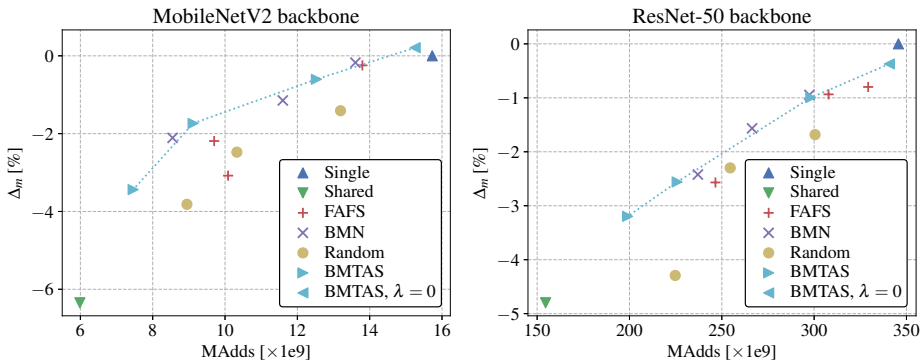 MobileNetV2 backbone
0
−2
−4
−6
Δm [%]
6
8
10
12
14
16
MAdds [×1e9]
Single
Shared
FAFS
BMN
Random
BMTAS
BMTAS, λ = 0
ResNet-50 backbone
0
−1
−2
−3
−4
−5
Δm [%]
150
200
250
300
350
MAdds [×1e9]
Single
Shared
FAFS
BMN
Random
BMTAS
BMTAS, λ = 0